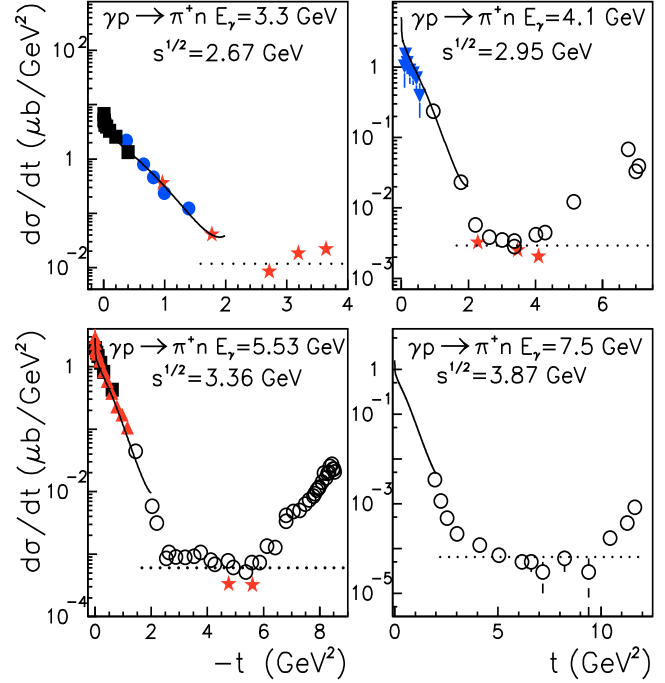 γp → π⁺n E_γ=3.3 GeV
s^1/2=2.67 GeV
dσ/dt (μb/GeV²)
10²
1
10⁻²
0 1 2 3 4
γp → π⁺n E_γ=4.1 GeV
s^1/2=2.95 GeV
1
10⁻¹
10⁻²
10⁻³
0 2 4 6
γp → π⁺n E_γ=5.53 GeV
s^1/2=3.36 GeV
dσ/dt (μb/GeV²)
1
10⁻²
10⁻⁴
0 2 4 6 8
−t (GeV²)
γp → π⁺n E_γ=7.5 GeV
s^1/2=3.87 GeV
1
10⁻¹
10⁻³
10⁻⁵
0 5 10
t (GeV²)